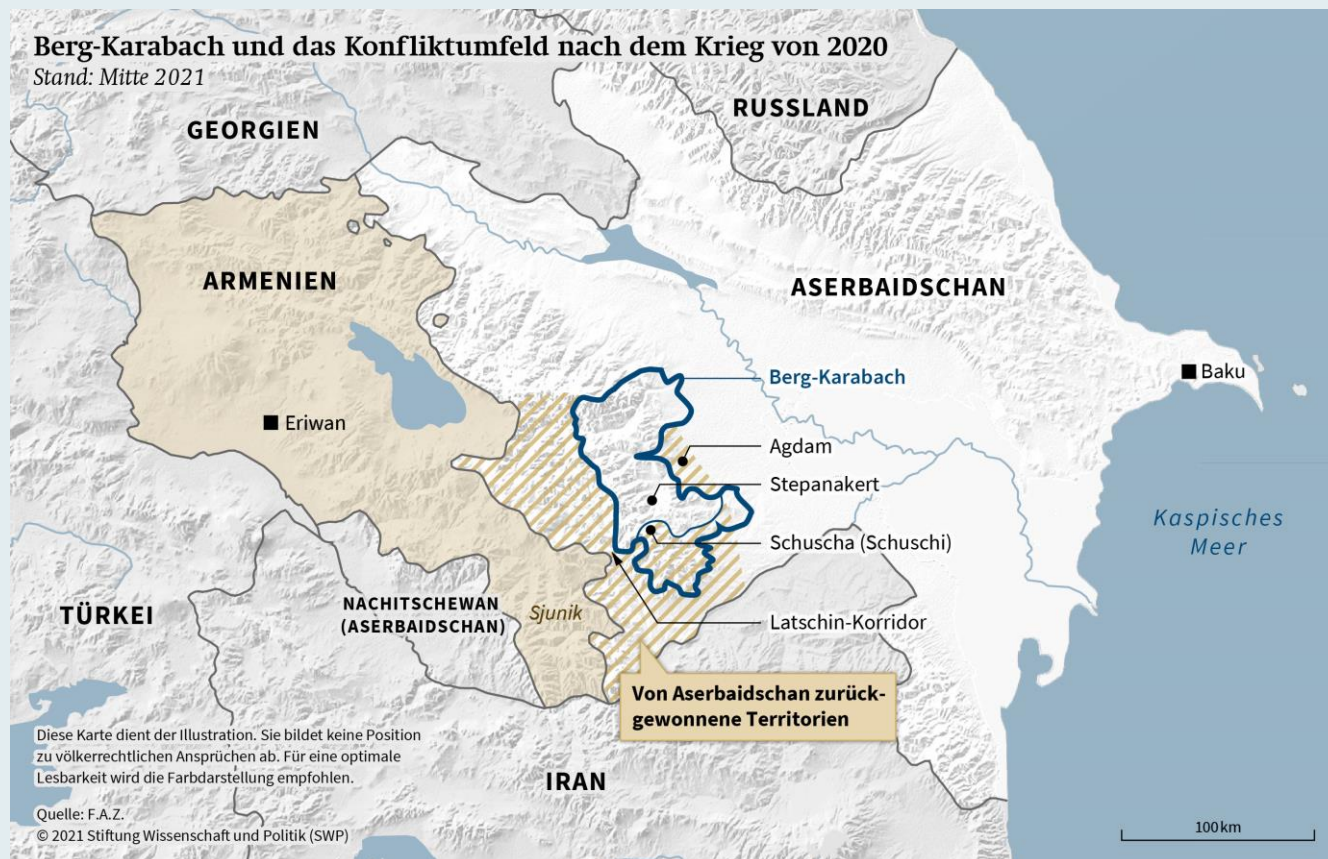 Berg-Karabach und das Konfliktumfeld nach dem Krieg von 2020
Stand: Mitte 2021
RUSSLAND
GEORGIEN
ARMENIEN
ASERBAIDSCHAN
Berg-Karabach
Baku
Eriwan
Agdam
Stepanakert
Kaspisches
Meer
Schuscha (Schuschi)
NACHITSCHEWAN
(ASERBAIDSCHAN)
Sjunik
TÜRKEI
Latschin-Korridor
Von Aserbaidschan zurück-
gewonnene Territorien
Diese Karte dient der Illustration. Sie bildet keine Position
zu völkerrechtlichen Ansprüchen ab. Für eine optimale
Lesbarkeit wird die Farbdarstellung empfohlen.
IRAN
Quelle: F.A.Z.
© 2021 Stiftung Wissenschaft und Politik (SWP)
100 km